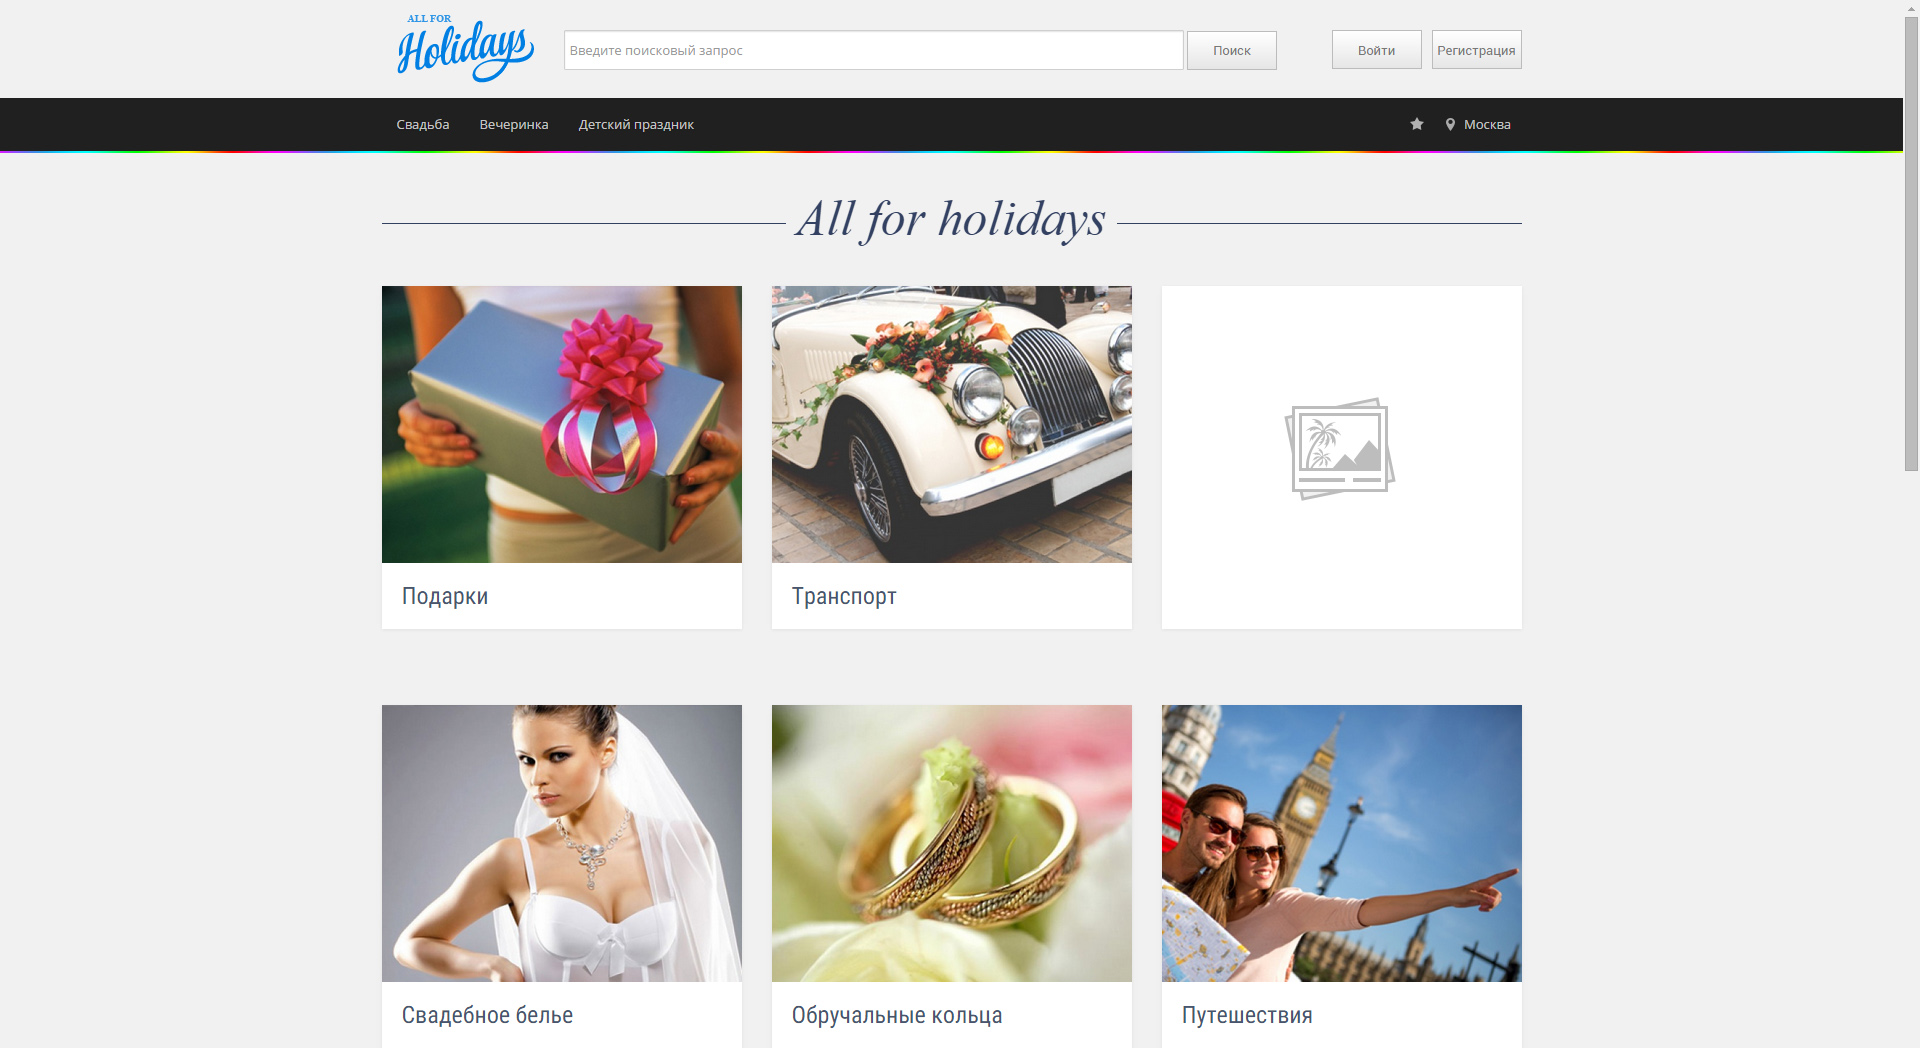 ALL FOR
Holidays
Введите поисковый запрос
Поиск
Войти
Регистрация
Свадьба
Вечеринка
Детский праздник
Москва
All for holidays
Подарки
Транспорт
Свадебное белье
Обручальные кольца
Путешествия